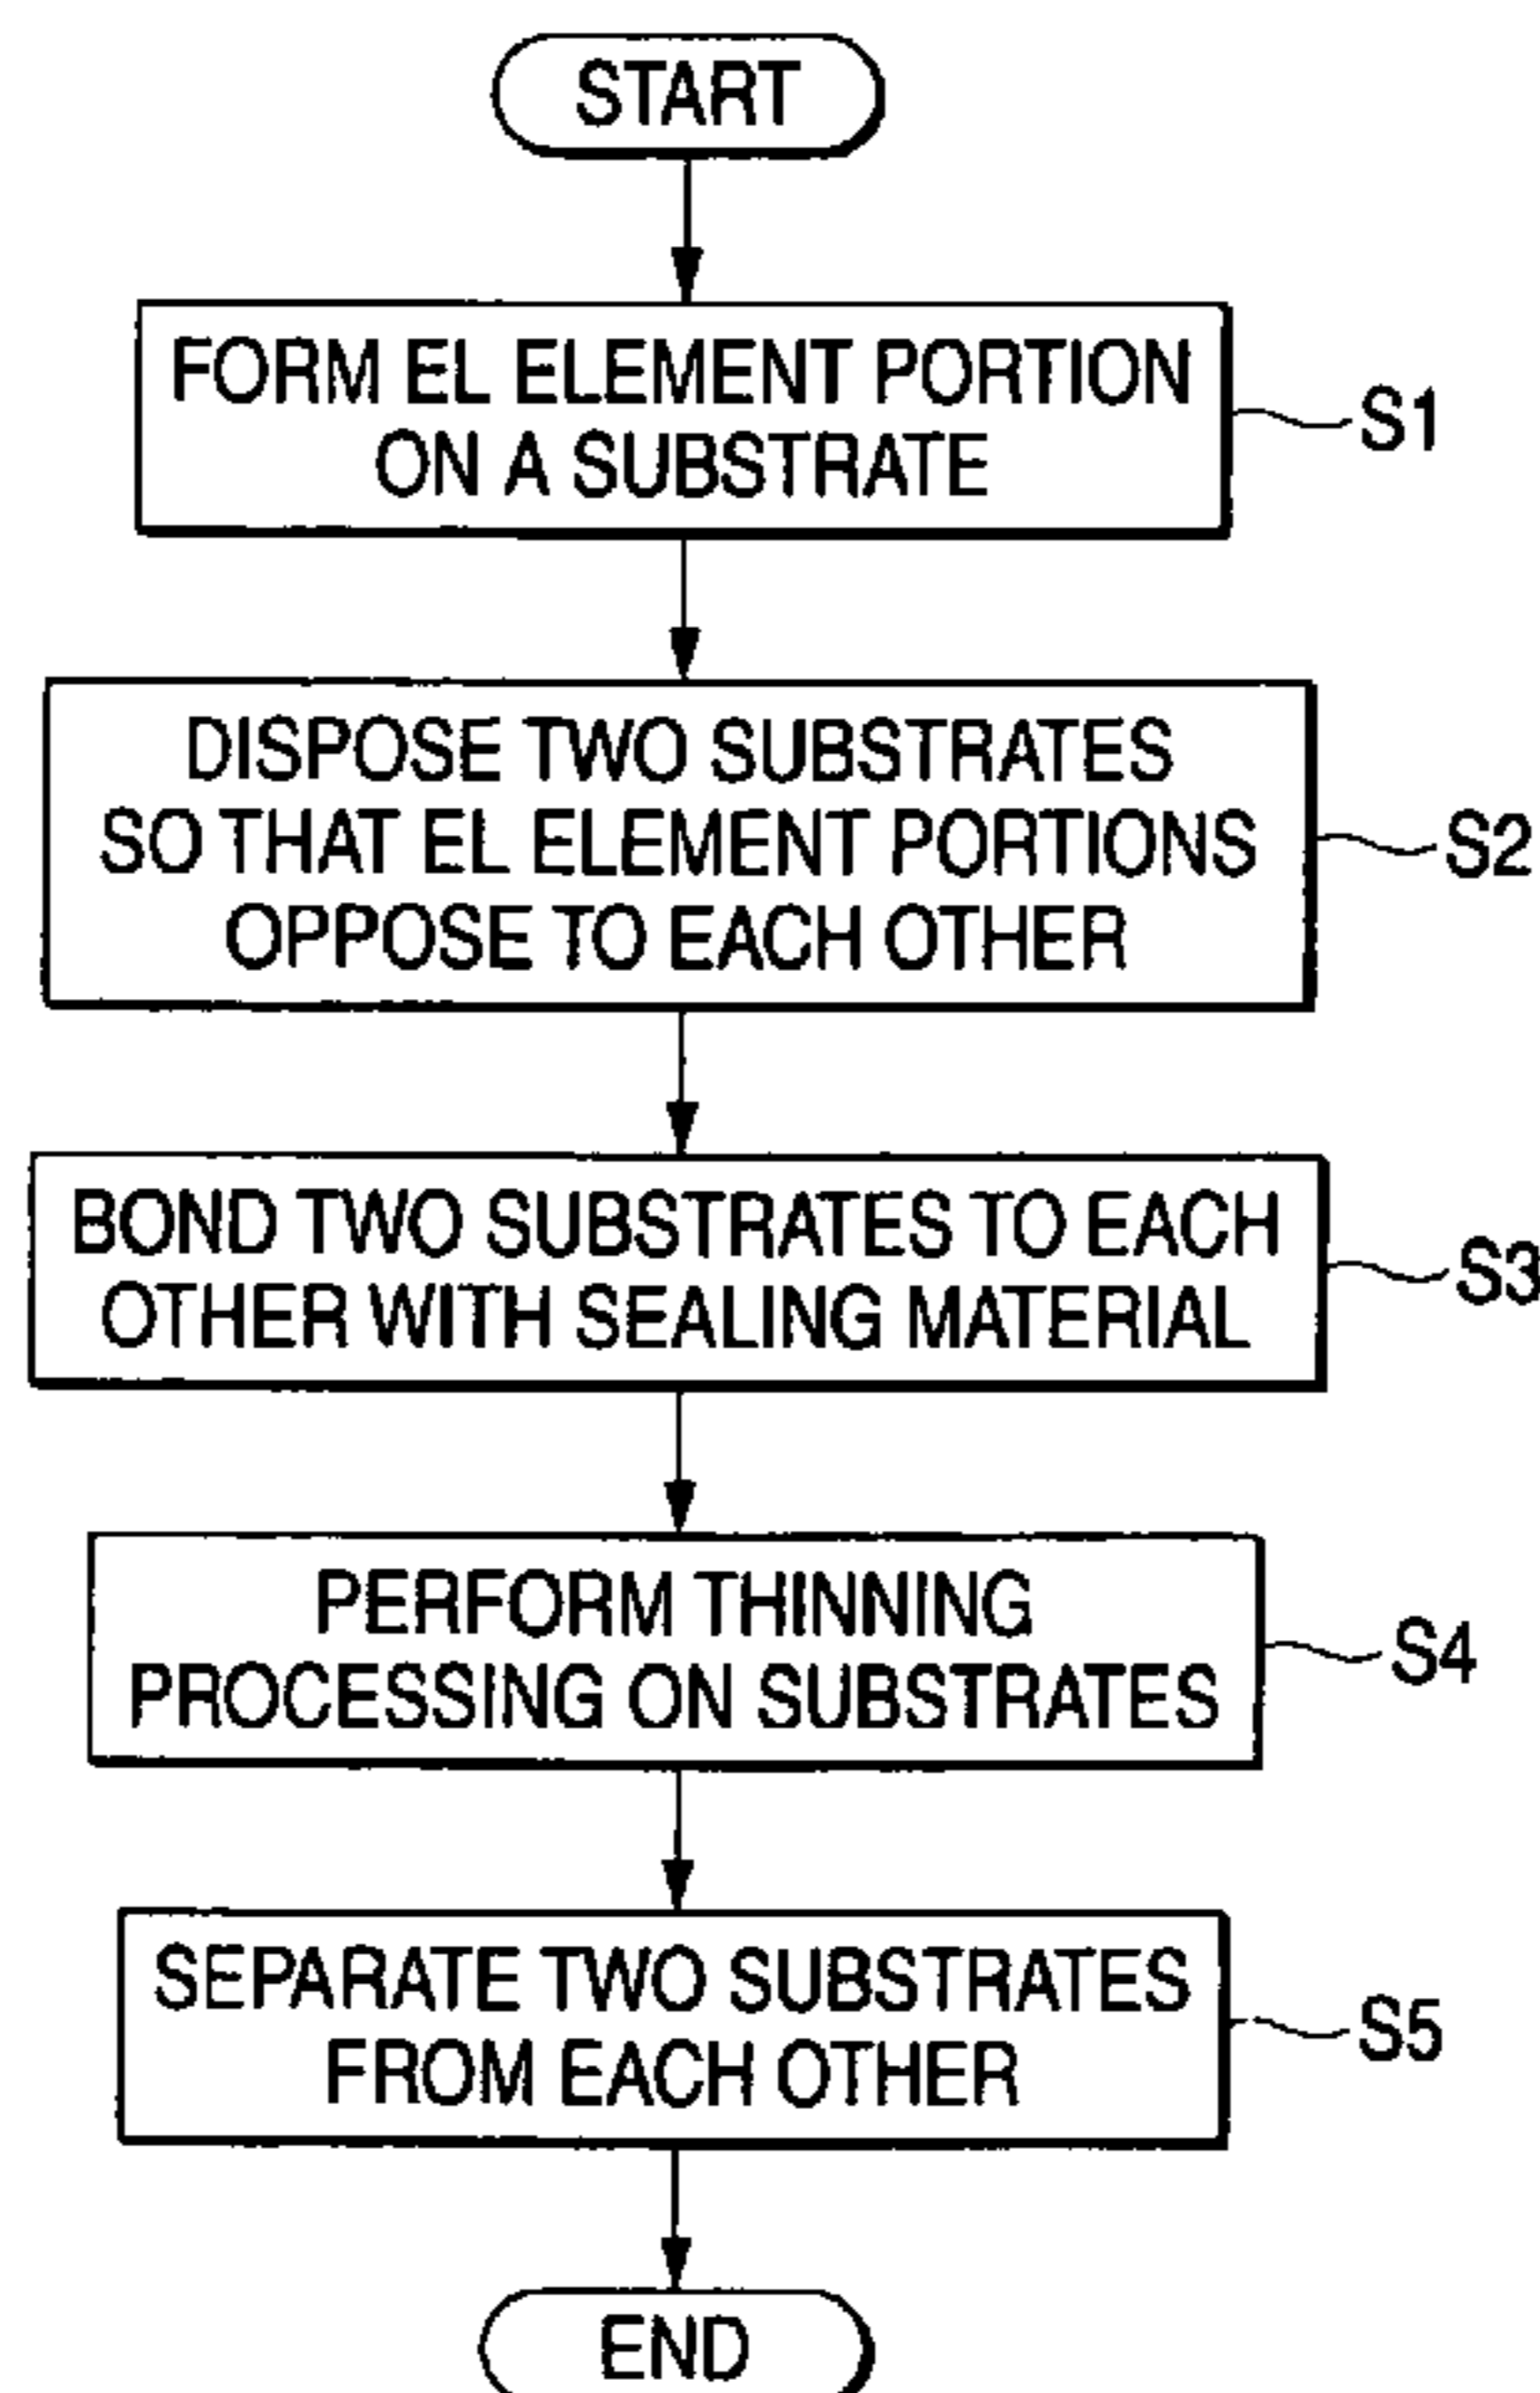 START
FORM EL ELEMENT PORTION
ON A SUBSTRATE
S1
DISPOSE TWO SUBSTRATES
SO THAT EL ELEMENT PORTIONS
OPPOSE TO EACH OTHER
S2
BOND TWO SUBSTRATES TO EACH
OTHER WITH SEALING MATERIAL
S3
PERFORM THINNING
PROCESSING ON SUBSTRATES
S4
SEPARATE TWO SUBSTRATES
FROM EACH OTHER
S5
END